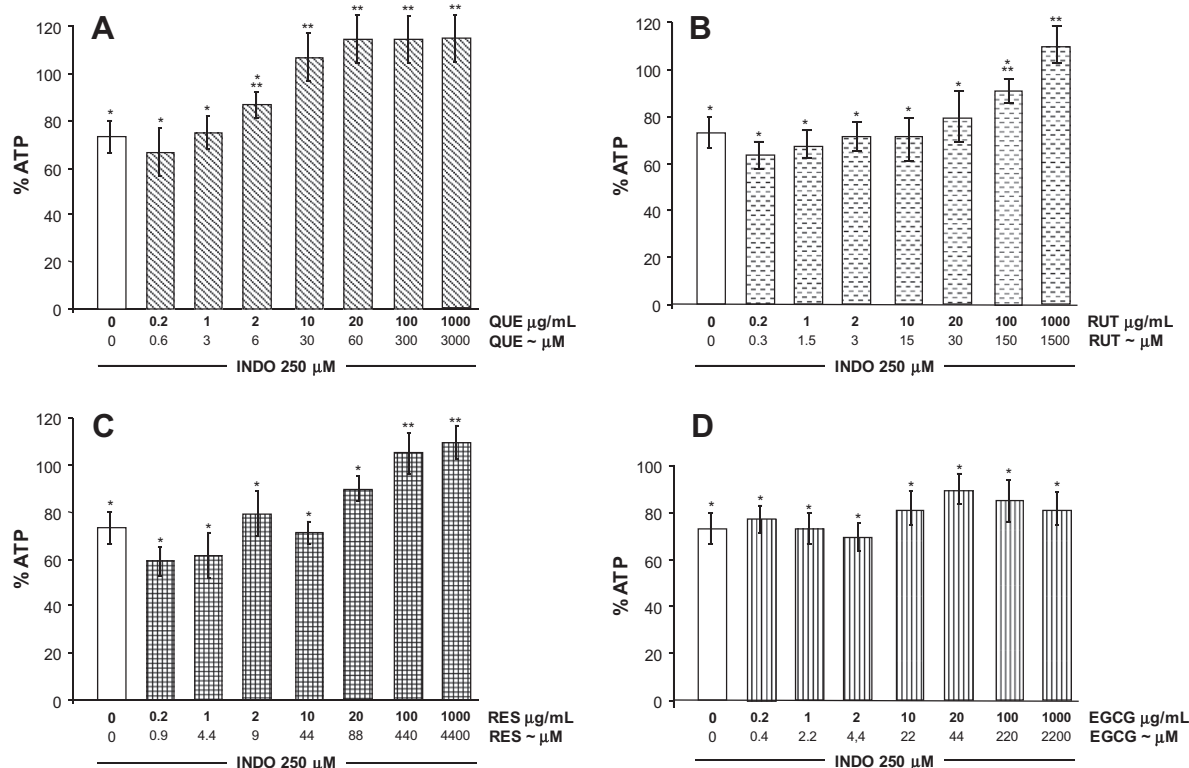 A
% ATP
120
100
80
60
40
20
0
* * * * ** ** ** ** **
0 0.2 1 2 10 20 100 1000 QUE µg/mL
0 0.6 3 6 30 60 300 3000 QUE ~ µM
INDO 250 µM
B
% ATP
120
100
80
60
40
20
0
* * * * * * * ** **
0 0.2 1 2 10 20 100 1000 RUT µg/mL
0 0.3 1.5 3 15 30 150 1500 RUT ~ µM
INDO 250 µM
C
% ATP
120
100
80
60
40
20
0
* * * * * * ** **
0 0.2 1 2 10 20 100 1000 RES µg/mL
0 0.9 4.4 9 44 88 440 4400 RES ~ µM
INDO 250 µM
D
% ATP
100
80
60
40
20
0
* * * * * * * *
0 0.2 1 2 10 20 100 1000 EGCG µg/mL
0 0.4 2.2 4,4 22 44 220 2200 EGCG ~ µM
INDO 250 µM